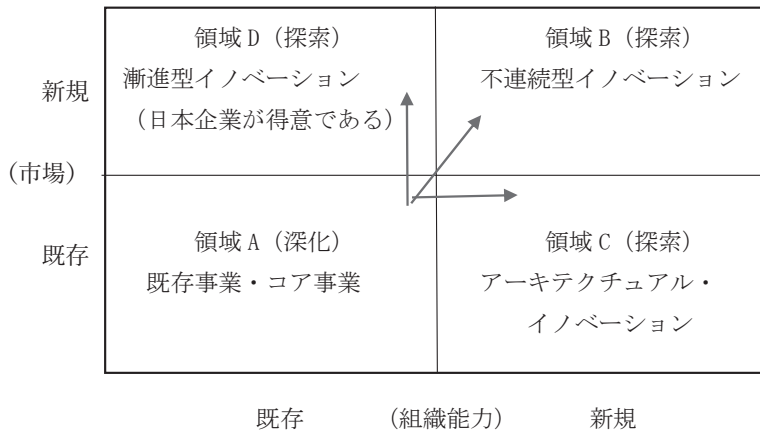 領域 D（探索）
漸進型イノベーション
（日本企業が得意である）
領域 B（探索）
不連続型イノベーション
新規
（市場）
既存
領域 A（深化）
既存事業・コア事業
領域 C（探索）
アーキテクチュアル・
イノベーション
既存
（組織能力）
新規